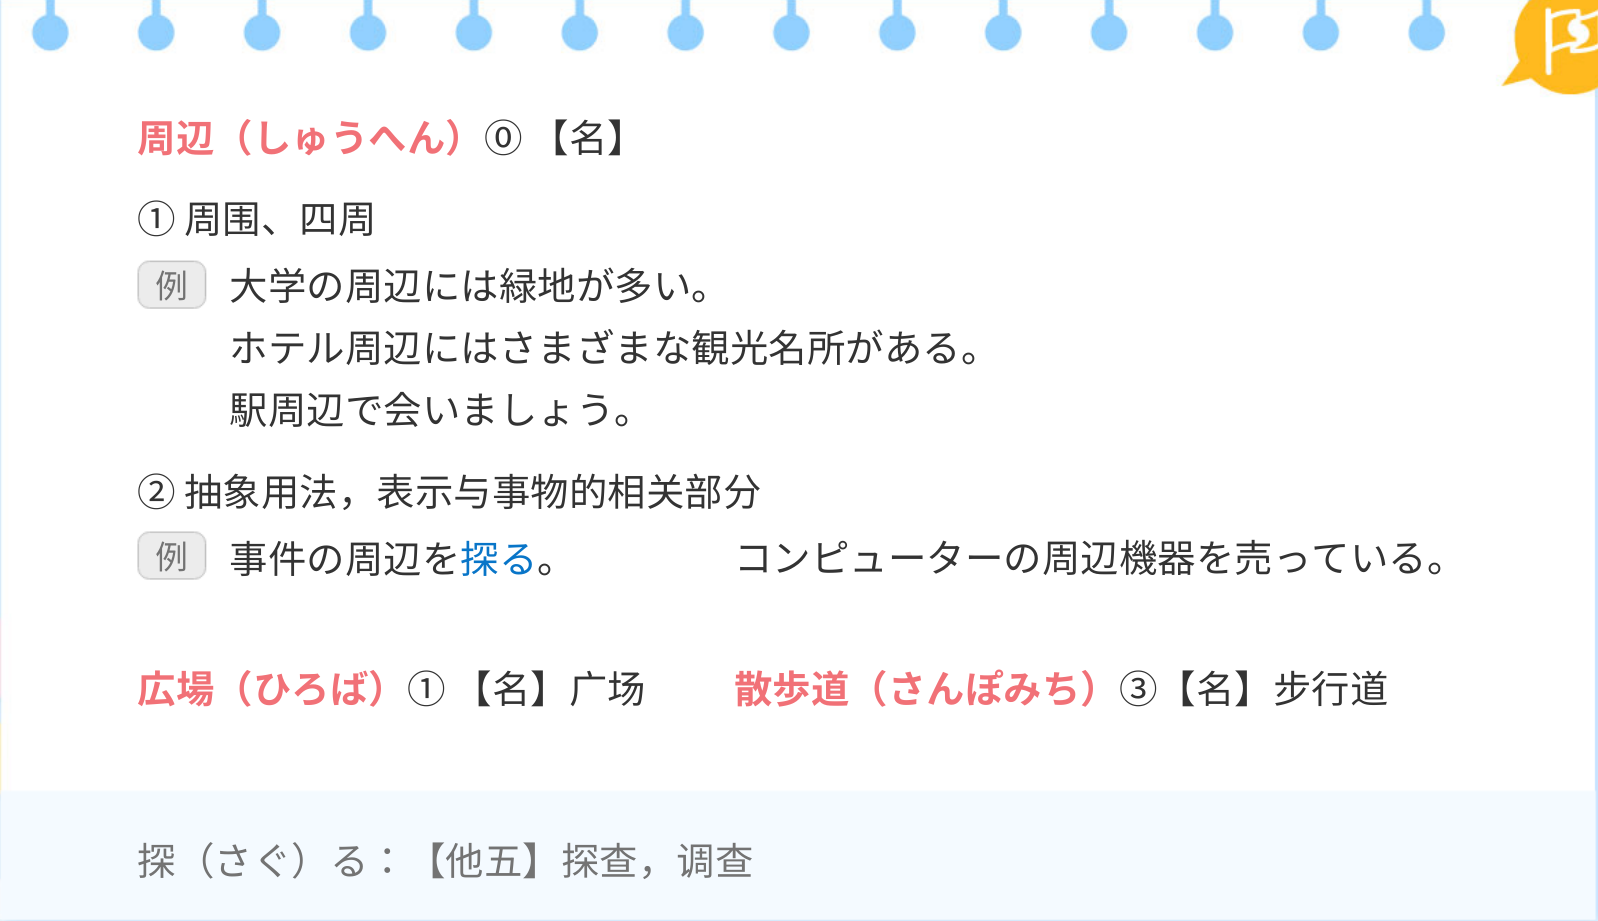 周辺（しゅうへん）⓪ 【名】
① 周围、四周
例 大学の周辺には緑地が多い。
ホテル周辺にはさまざまな観光名所がある。
駅周辺で会いましょう。
② 抽象用法，表示与事物的相关部分
例 事件の周辺を探る。 コンピューターの周辺機器を売っている。
広場（ひろば）① 【名】广场 散歩道（さんぽみち）③【名】步行道
探（さぐ）る：【他五】探查，调查